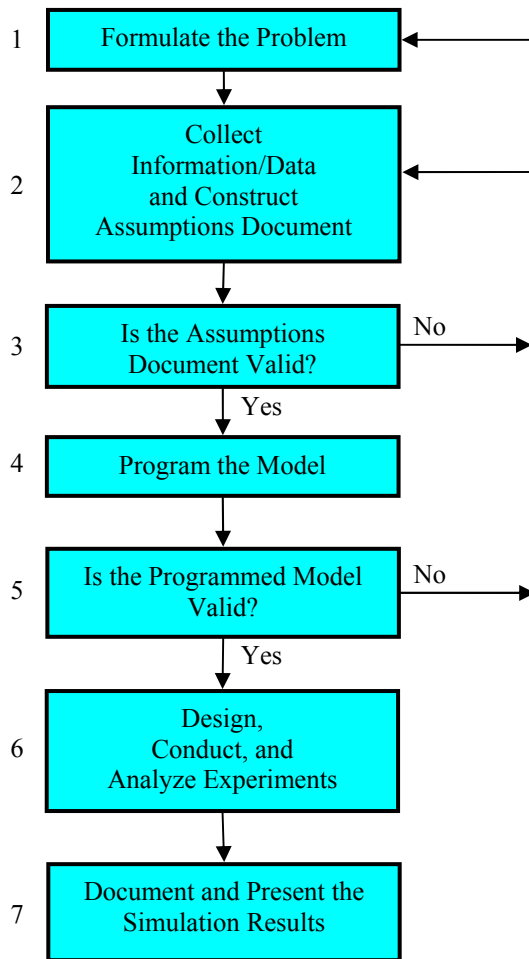 1
Formulate the Problem
2
Collect
Information/Data
and Construct
Assumptions Document
3
Is the Assumptions
Document Valid?
No
Yes
4
Program the Model
5
Is the Programmed Model
Valid?
No
Yes
6
Design,
Conduct, and
Analyze Experiments
7
Document and Present the
Simulation Results